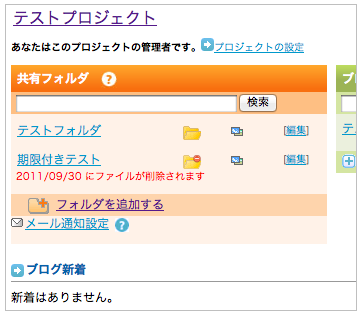 テストプロジェクト
あなたはこのプロジェクトの管理者です。プロジェクトの設定
共有フォルダ ?
検索
テストフォルダ [編集]
期限付きテスト [編集]
2011/09/30 にファイルが削除されます
フォルダを追加する
メール通知設定 ?
ブログ新着
新着はありません。